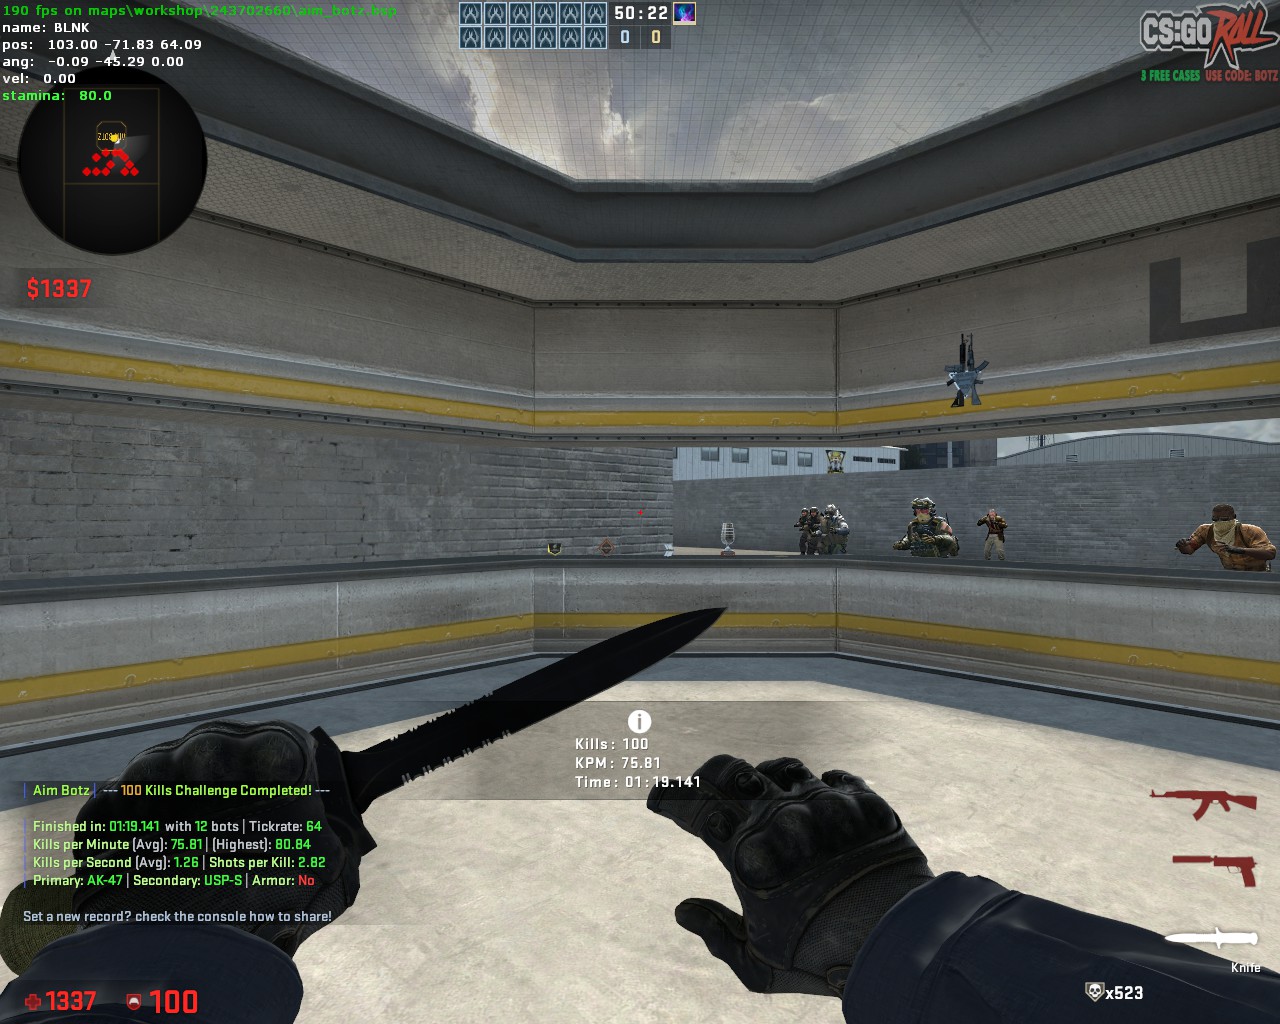 190 fps on maps\workshop\243702660\aim_botz.bsp
name: BLNK
pos: 103.00 -71.83 64.09
ang: -0.09 -45.29 0.00
vel: 0.00
stamina: 80.0
50:22
0 0
CS:GO ROLL
3 FREE CASES USE CODE: BOTZ
$1337
Kills: 100
KPM: 75.81
Time: 01:19.141
Aim Botz | --- 100 Kills Challenge Completed! ---
Finished in: 01:19.141 with 12 bots | Tickrate: 64
Kills per Minute (Avg): 75.81 | (Highest): 80.84
Kills per Second (Avg): 1.26 | Shots per Kill: 2.82
Primary: AK-47 | Secondary: USP-S | Armor: No
Set a new record? check the console how to share!
Knife
x523
1337 100